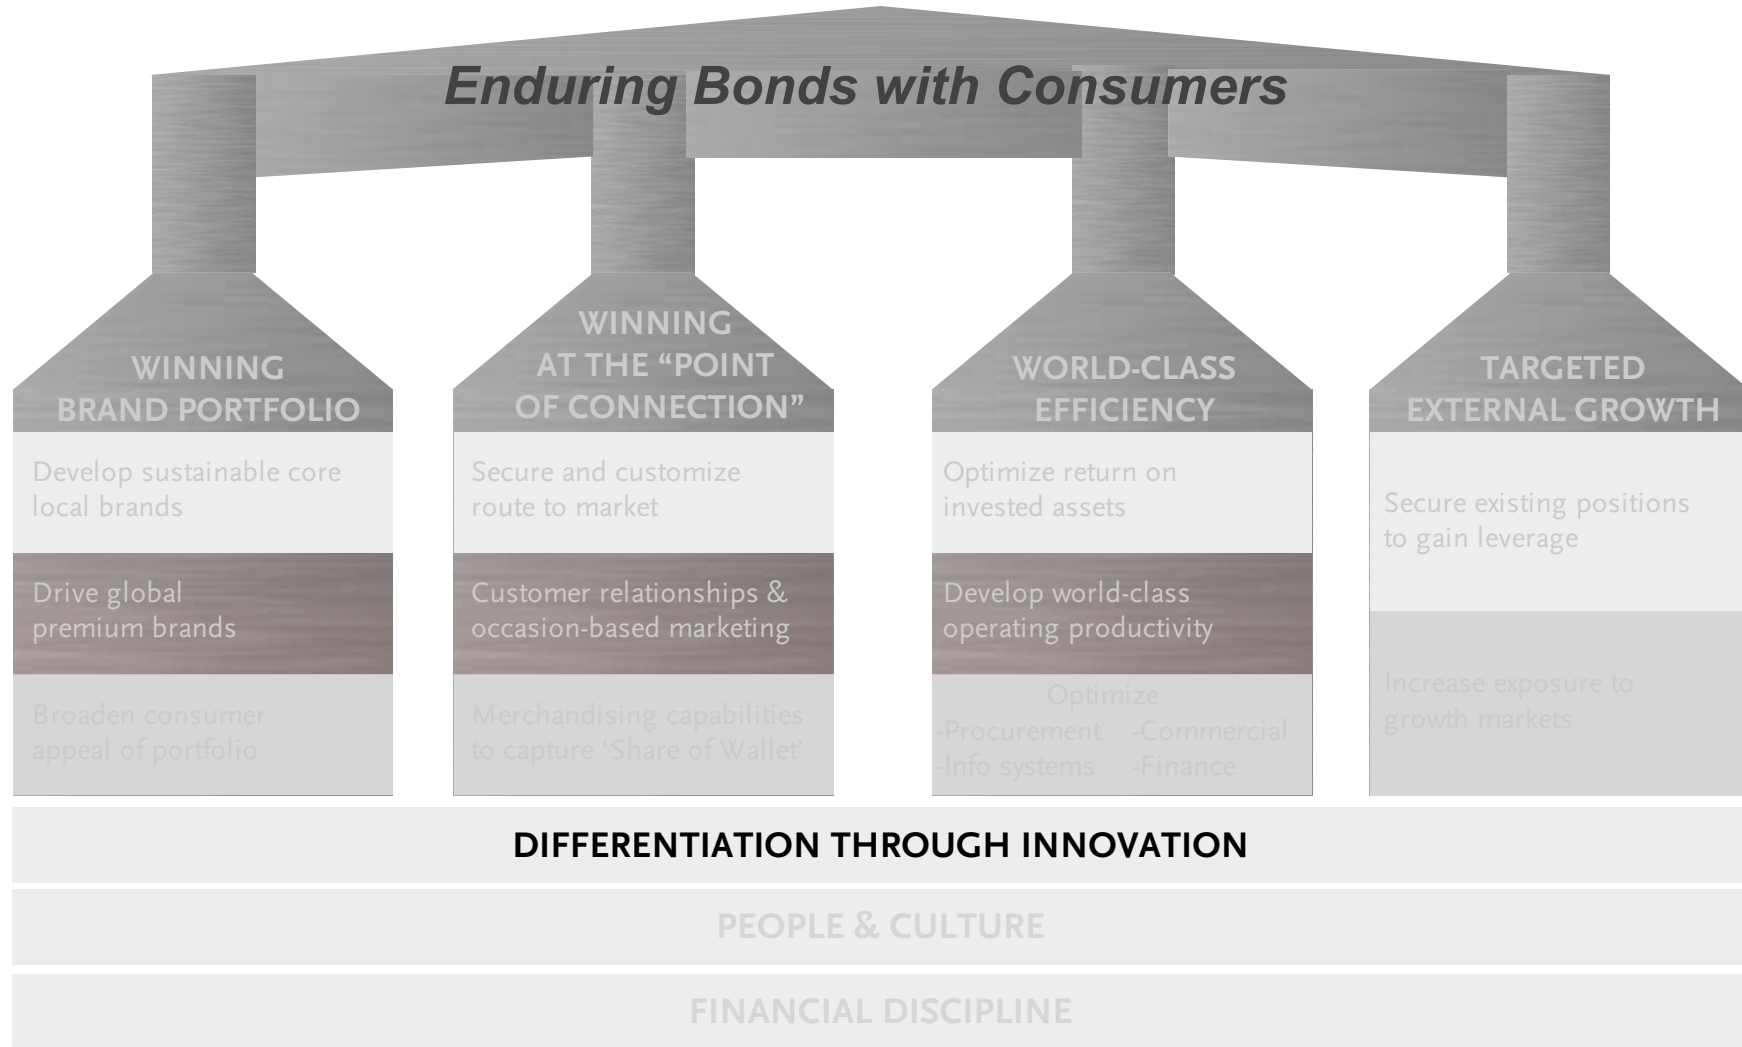 Enduring Bonds with Consumers
WINNING
BRAND PORTFOLIO
Develop sustainable core
local brands
Drive global
premium brands
Broaden consumer
appeal of portfolio
WINNING
AT THE “POINT
OF CONNECTION”
Secure and customize
route to market
Customer relationships &
occasion-based marketing
Merchandising capabilities
to capture ‘Share of Wallet’
WORLD-CLASS
EFFICIENCY
Optimize return on
invested assets
Develop world-class
operating productivity
Optimize
-Procurement -Commercial
-Info systems -Finance
TARGETED
EXTERNAL GROWTH
Secure existing positions
to gain leverage
Increase exposure to
growth markets
DIFFERENTIATION THROUGH INNOVATION
PEOPLE & CULTURE
FINANCIAL DISCIPLINE